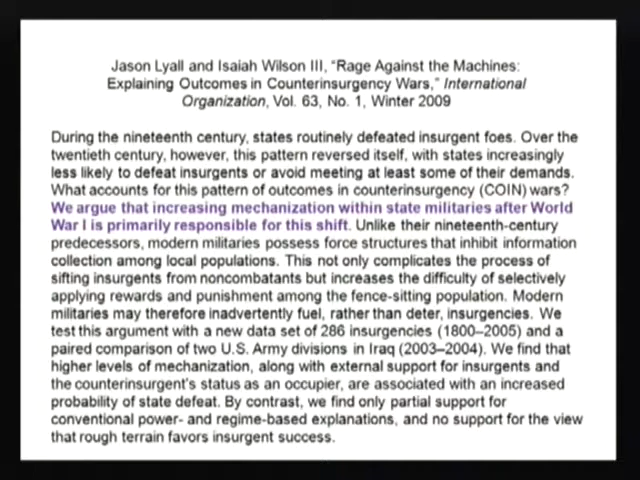 Jason Lyall and Isaiah Wilson III, “Rage Against the Machines:
Explaining Outcomes in Counterinsurgency Wars,” International
Organization, Vol. 63, No. 1, Winter 2009
During the nineteenth century, states routinely defeated insurgent foes. Over the
twentieth century, however, this pattern reversed itself, with states increasingly
less likely to defeat insurgents or avoid meeting at least some of their demands.
What accounts for this pattern of outcomes in counterinsurgency (COIN) wars?
We argue that increasing mechanization within state militaries after World
War I is primarily responsible for this shift. Unlike their nineteenth-century
predecessors, modern militaries possess force structures that inhibit information
collection among local populations. This not only complicates the process of
sifting insurgents from noncombatants but increases the difficulty of selectively
applying rewards and punishment among the fence-sitting population. Modern
militaries may therefore inadvertently fuel, rather than deter, insurgencies. We
test this argument with a new data set of 286 insurgencies (1800–2005) and a
paired comparison of two U.S. Army divisions in Iraq (2003–2004). We find that
higher levels of mechanization, along with external support for insurgents and
the counterinsurgent's status as an occupier, are associated with an increased
probability of state defeat. By contrast, we find only partial support for
conventional power- and regime-based explanations, and no support for the view
that rough terrain favors insurgent success.